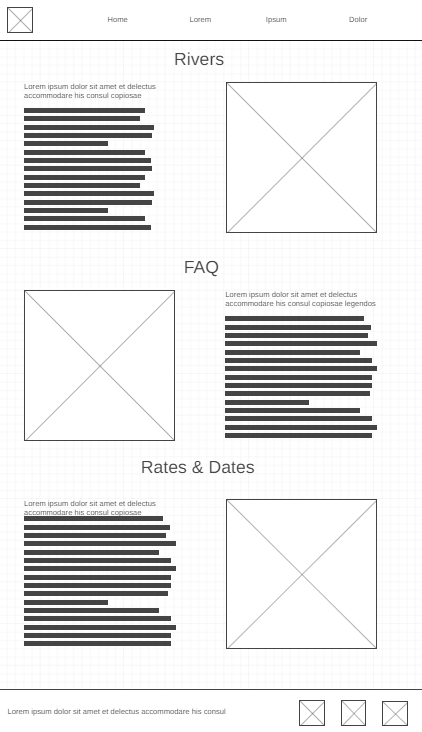 Home Lorem Ipsum Dolor
Rivers
Lorem ipsum dolor sit amet et delectus
accommodare his consul copiosae
FAQ
Lorem ipsum dolor sit amet et delectus
accommodare his consul copiosae legendos
Rates & Dates
Lorem ipsum dolor sit amet et delectus
accommodare his consul copiosae
Lorem ipsum dolor sit amet et delectus accommodare his consul